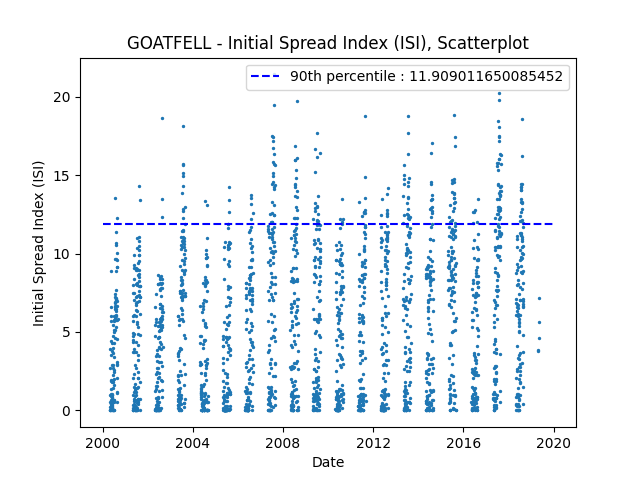 GOATFELL - Initial Spread Index (ISI), Scatterplot
90th percentile : 11.909011650085452
20
15
10
5
0
Initial Spread Index (ISI)
2000 2004 2008 2012 2016 2020
Date